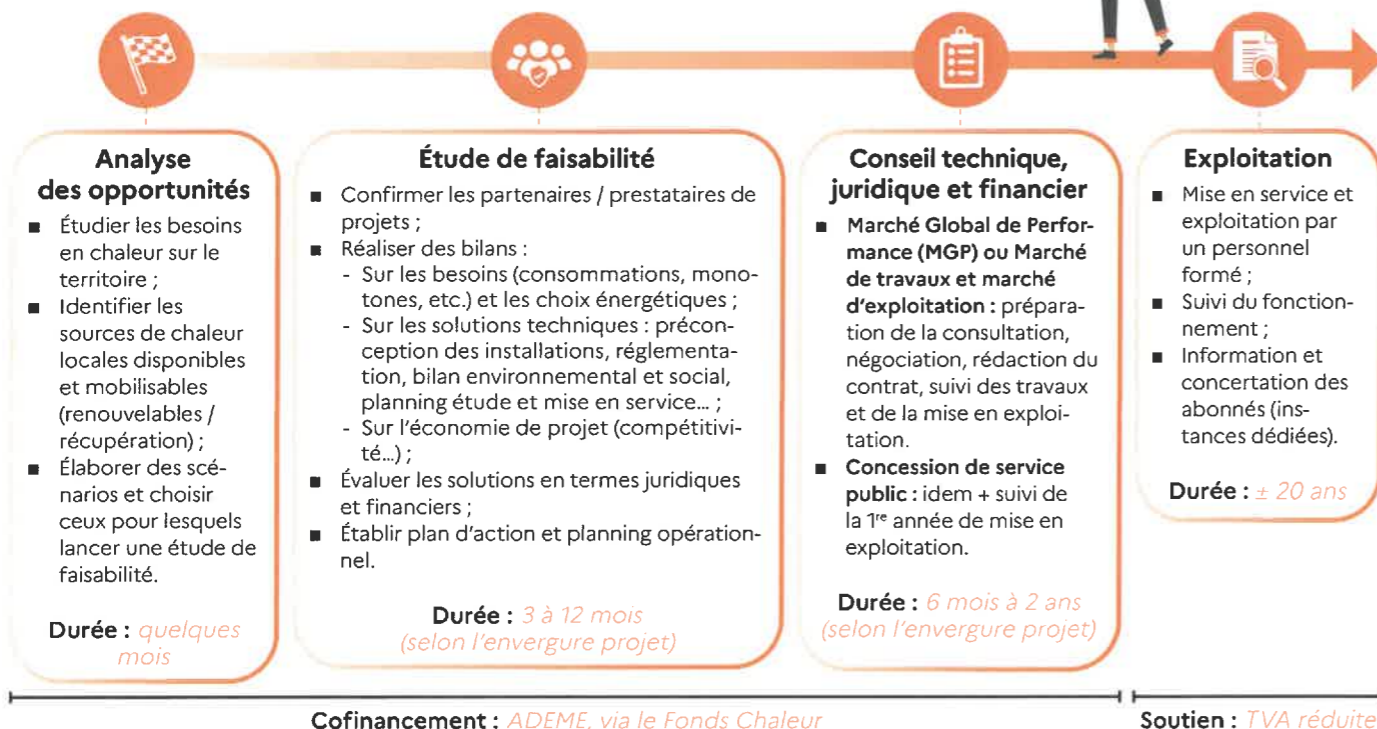 Analyse
des opportunités
■ Étudier les besoins
en chaleur sur le
territoire ;
■ Identifier les
sources de chaleur
locales disponibles
et mobilisables
(renouvelables /
récupération) ;
■ Élaborer des scé-
narios et choisir
ceux pour lesquels
lancer une étude de
faisabilité.
Durée : quelques
mois
Étude de faisabilité
■ Confirmer les partenaires / prestataires de
projets ;
■ Réaliser des bilans :
- Sur les besoins (consommations, mono-
tones, etc.) et les choix énergétiques ;
- Sur les solutions techniques : précon-
ception des installations, réglementa-
tion, bilan environnemental et social,
planning étude et mise en service... ;
- Sur l'économie de projet (compétitivi-
té...) ;
■ Évaluer les solutions en termes juridiques
et financiers ;
■ Établir plan d'action et planning opération-
nel.
Durée : 3 à 12 mois
(selon l'envergure projet)
Conseil technique,
juridique et financier
■ Marché Global de Perfor-
mance (MGP) ou Marché
de travaux et marché
d'exploitation : prépara-
tion de la consultation,
négociation, rédaction du
contrat, suivi des travaux
et de la mise en exploi-
tation.
■ Concession de service
public : idem + suivi de
la 1re année de mise en
exploitation.
Durée : 6 mois à 2 ans
(selon l'envergure projet)
Exploitation
■ Mise en service et
exploitation par
un personnel
formé ;
■ Suivi du fonction-
nement ;
■ Information et
concertation des
abonnés (ins-
tances dédiées).
Durée : ± 20 ans
Cofinancement : ADEME, via le Fonds Chaleur
Soutien : TVA réduite